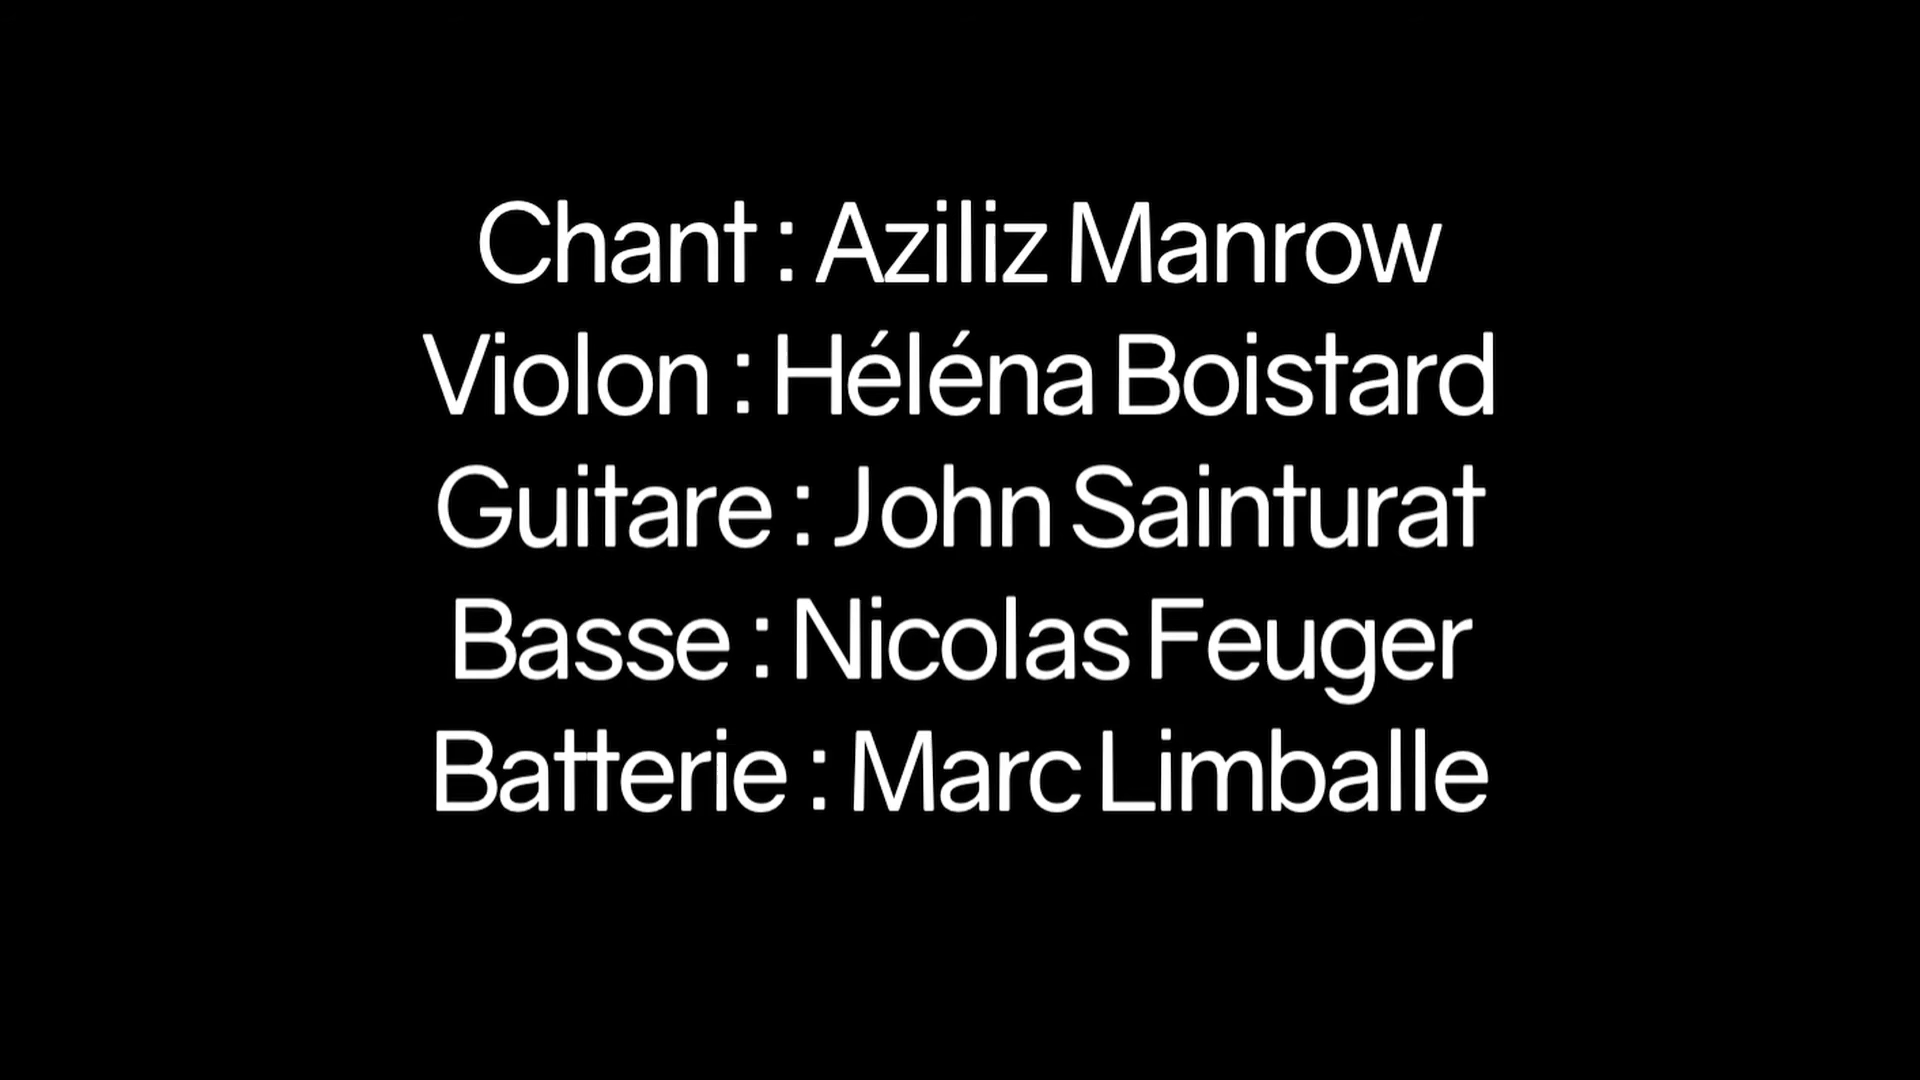 Chant : Aziliz Manrow
Violon : Héléna Boistard
Guitare : John Sainturat
Basse : Nicolas Feuger
Batterie : Marc Limballe